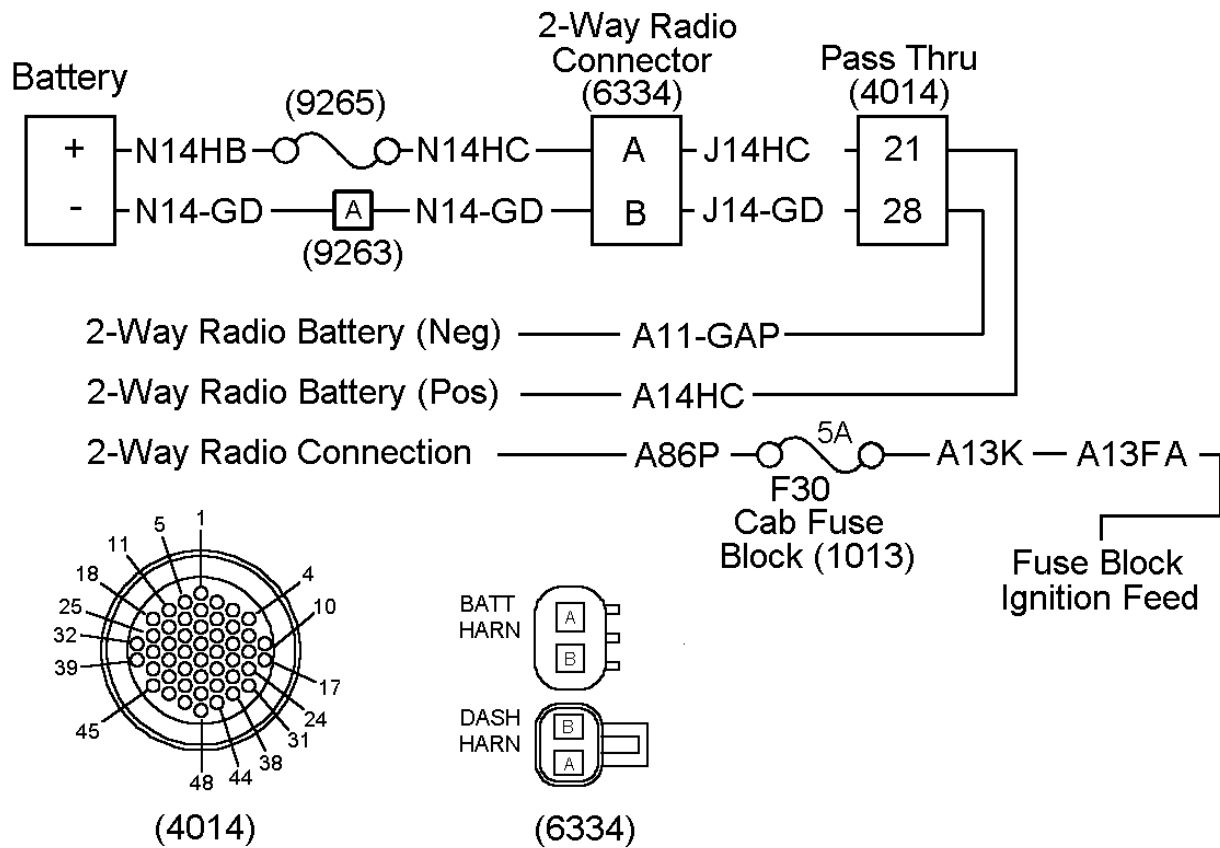 2-Way Radio
Connector
(6334)
Pass Thru
(4014)
Battery
(9265)
+ N14HB N14HC A J14HC 21
- N14-GD A N14-GD B J14-GD 28
(9263)
2-Way Radio Battery (Neg) A11-GAP
2-Way Radio Battery (Pos) A14HC
2-Way Radio Connection A86P 5A A13K A13FA
F30
Cab Fuse
Block (1013)
Fuse Block
Ignition Feed
1
5
11
18
25
32
39
45
48
44
38
31
24
17
10
4
(4014)
BATT
HARN
A
B
DASH
HARN
B
A
(6334)